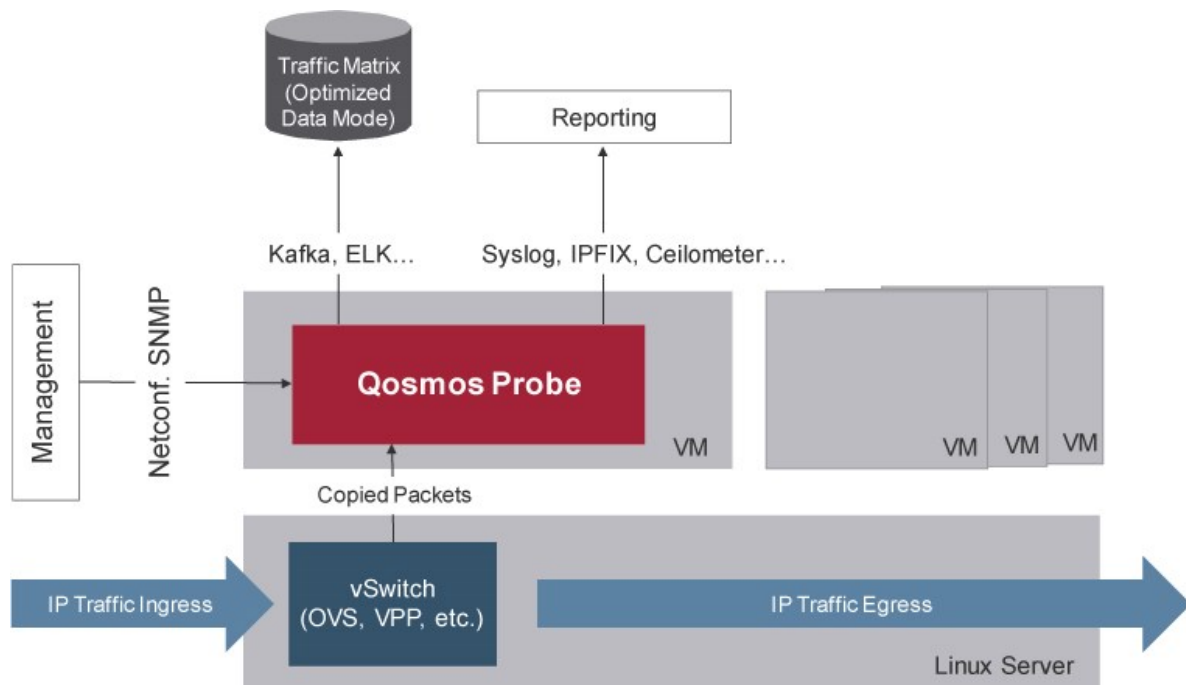 Traffic Matrix
(Optimized
Data Mode)
Reporting
Kafka, ELK...
Syslog, IPFIX, Ceilometer...
Management
Netconf. SNMP
Qosmos Probe
VM
VM
VM
VM
Copied Packets
IP Traffic Ingress
vSwitch
(OVS, VPP, etc.)
IP Traffic Egress
Linux Server